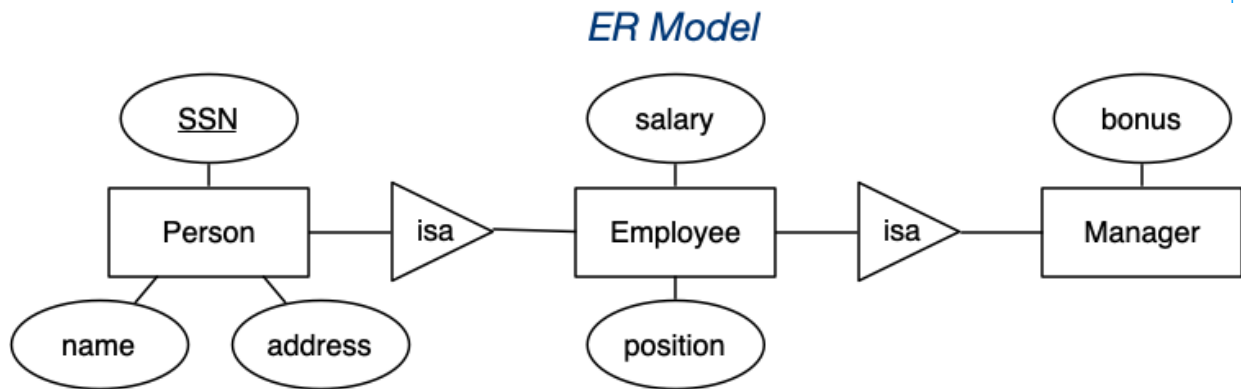 ER Model
SSN
salary
bonus
Person
isa
Employee
isa
Manager
name
address
position